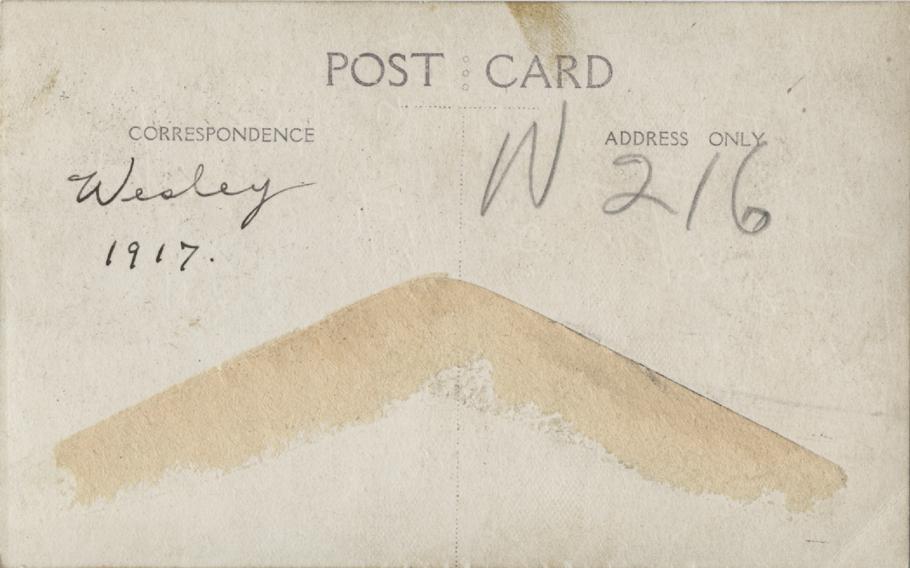 POST CARD
CORRESPONDENCE
ADDRESS ONLY
Wesley
1917.
W 216